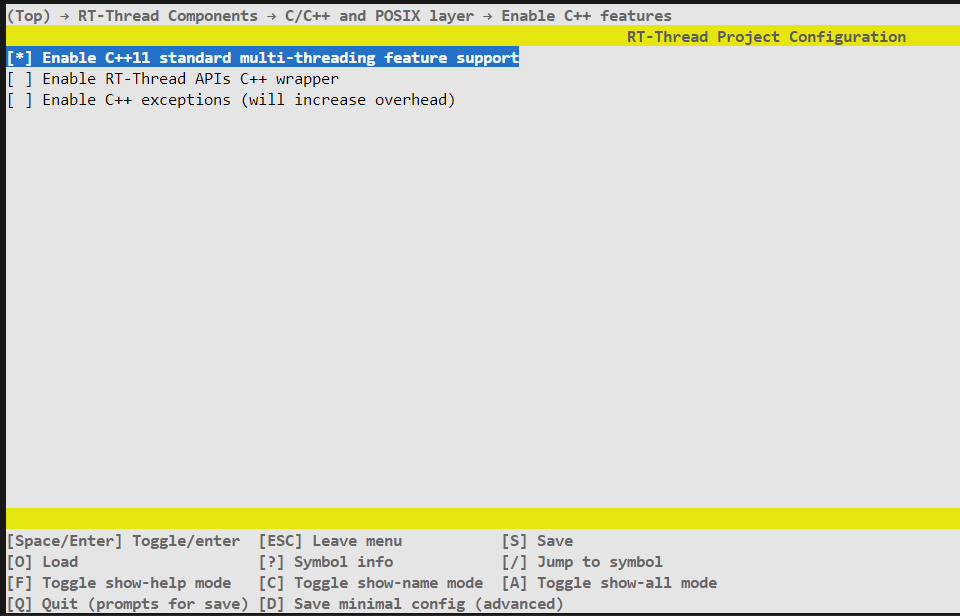 (Top) → RT-Thread Components → C/C++ and POSIX layer → Enable C++ features
RT-Thread Project Configuration
[*] Enable C++11 standard multi-threading feature support
[ ] Enable RT-Thread APIs C++ wrapper
[ ] Enable C++ exceptions (will increase overhead)
[Space/Enter] Toggle/enter [ESC] Leave menu [S] Save
[O] Load [?] Symbol info [/] Jump to symbol
[F] Toggle show-help mode [C] Toggle show-name mode [A] Toggle show-all mode
[Q] Quit (prompts for save) [D] Save minimal config (advanced)